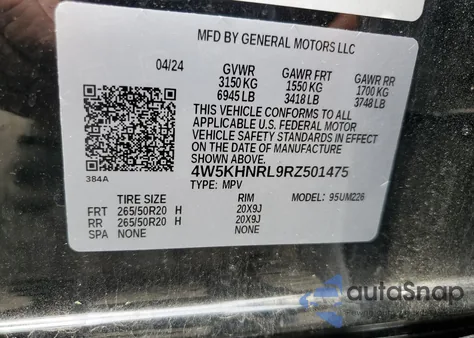 MFD BY GENERAL MOTORS LLC
04/24 GVWR GAWR FRT GAWR RR
3150 KG 1550 KG 1700 KG
6945 LB 3418 LB 3748 LB
THIS VEHICLE CONFORMS TO ALL
APPLICABLE U.S. FEDERAL MOTOR
VEHICLE SAFETY STANDARDS IN EFFECT
ON THE DATE OF MANUFACTURE
SHOWN ABOVE.
384A
4W5KHNRL9RZ501475
TYPE: MPV
TIRE SIZE RIM MODEL: 95UM226
FRT 265/50R20 H 20X9J
RR 265/50R20 H 20X9J
SPA NONE NONE
autoSnap